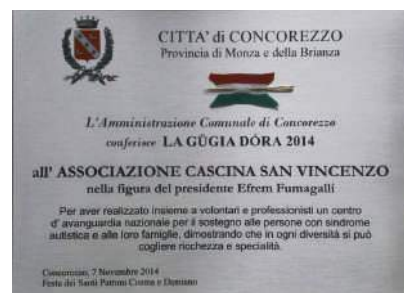 CITTA' di CONCOREZZO
Provincia di Monza e della Brianza
L'Amministrazione Comunale di Concorezzo
conferisce LA GÜGIA DÓRA 2014
all' ASSOCIAZIONE CASCINA SAN VINCENZO
nella figura del presidente Efrem Fumagalli
Per aver realizzato insieme a volontari e professionisti un centro
d' avanguardia nazionale per il sostegno alle persone con sindrome
autistica e alle loro famiglie, dimostrando che in ogni diversità si può
cogliere ricchezza e specialità.
Concorezzo, 7 Novembre 2014
Festa dei Santi Patroni Cosma e Damiano